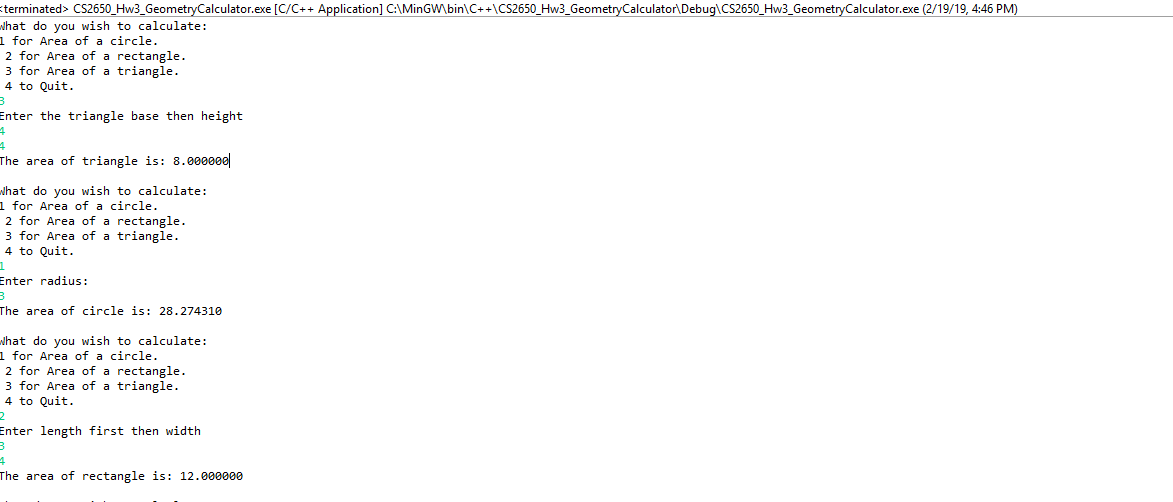 <terminated> CS2650_Hw3_GeometryCalculator.exe [C/C++ Application] C:\MinGW\bin\C++\CS2650_Hw3_GeometryCalculator\Debug\CS2650_Hw3_GeometryCalculator.exe (2/19/19, 4:46 PM)
What do you wish to calculate:
1 for Area of a circle.
2 for Area of a rectangle.
3 for Area of a triangle.
4 to Quit.
3
Enter the triangle base then height
4
4
The area of triangle is: 8.000000
What do you wish to calculate:
1 for Area of a circle.
2 for Area of a rectangle.
3 for Area of a triangle.
4 to Quit.
1
Enter radius:
3
The area of circle is: 28.274310
What do you wish to calculate:
1 for Area of a circle.
2 for Area of a rectangle.
3 for Area of a triangle.
4 to Quit.
2
Enter length first then width
3
4
The area of rectangle is: 12.000000